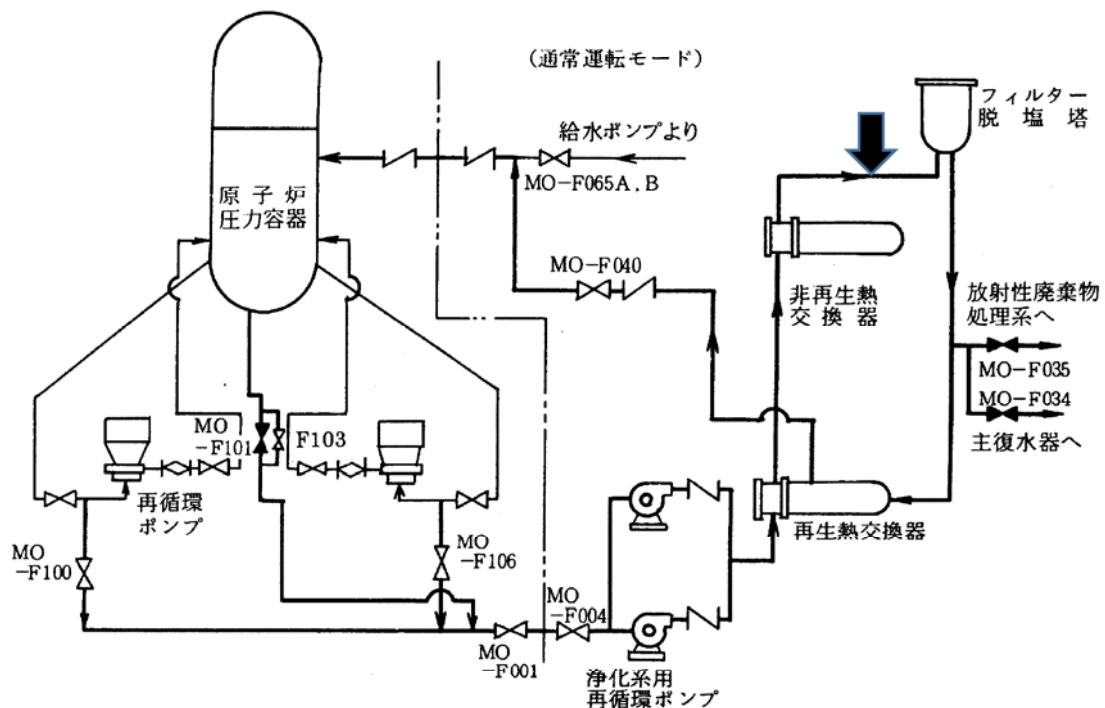 (通常運転モード)
フィルター
脱塩塔
給水ポンプより
MO-F065A.B
原子炉
圧力容器
MO-F040
非再生熱
交換器
放射性廃棄物
処理系へ
MO-F035
MO-F034
主復水器へ
MO
-F101
F103
再循環
ポンプ
再生熱交換器
MO
-F100
MO
-F106
MO
-F004
MO
-F001
浄化系用
再循環ポンプ